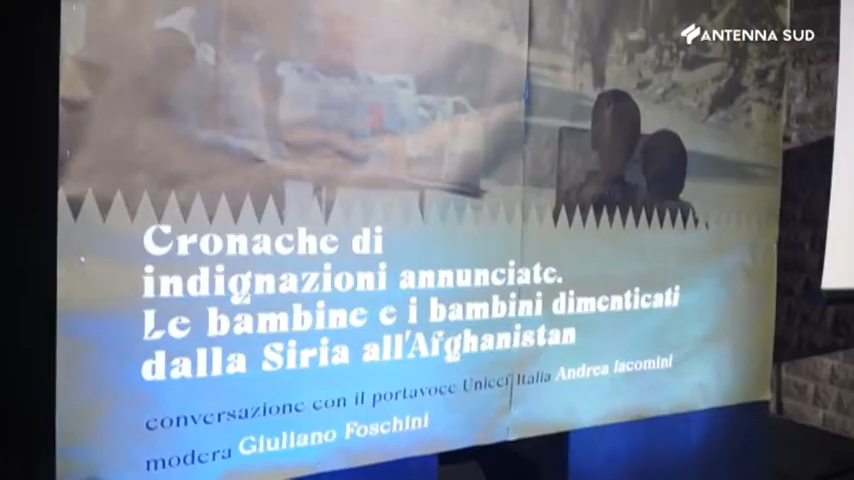 ANTENNA SUD
Cronache di
indignazioni annunciate.
Le bambine e i bambini dimenticati
dalla Siria all'Afghanistan
conversazione con il portavoce Unicef Italia Andrea Iacomini
modera Giuliano Foschini